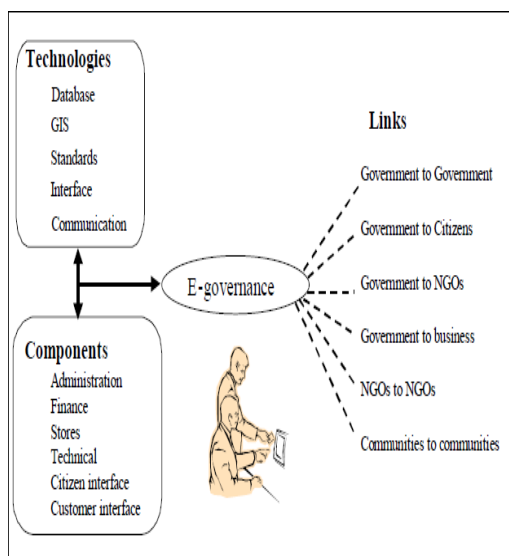 Technologies
Database
GIS
Standards
Interface
Communication
Links
Government to Government
Government to Citizens
Government to NGOs
Government to business
NGOs to NGOs
Communities to communities
E-governance
Components
Administration
Finance
Stores
Technical
Citizen interface
Customer interface